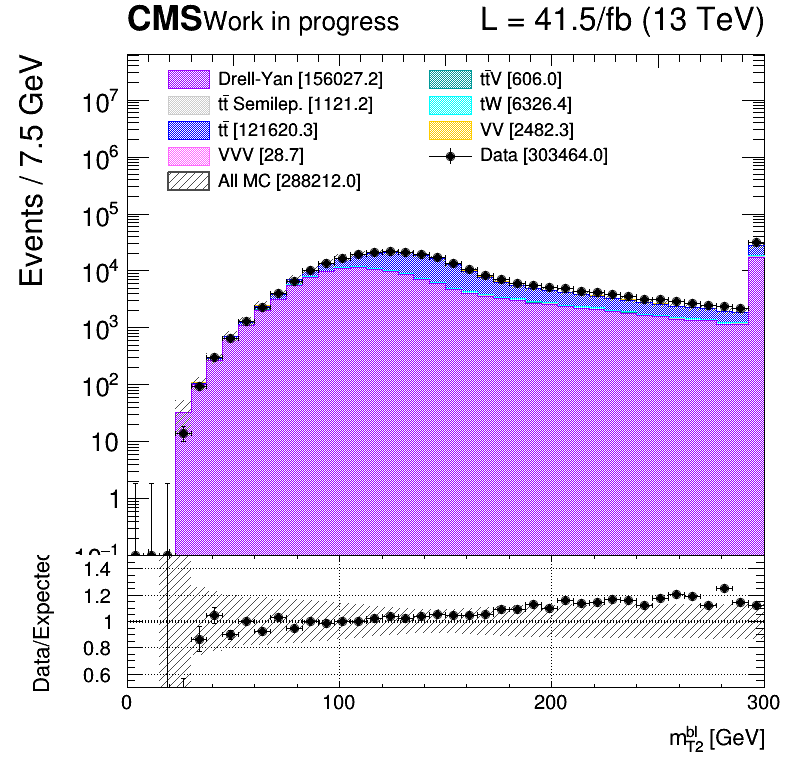 CMS Work in progress L = 41.5/fb (13 TeV)
Events / 7.5 GeV
Drell-Yan [156027.2]
tt̄ Semilep. [1121.2]
tt̄ [121620.3]
VVV [28.7]
All MC [288212.0]
tt̄V [606.0]
tW [6326.4]
VV [2482.3]
Data [303464.0]
10⁷
10⁶
10⁵
10⁴
10³
10²
10
1
10⁻¹
Data/Expected
1.4
1.2
1
0.8
0.6
0 100 200 300
m_{T2}^{bl} [GeV]